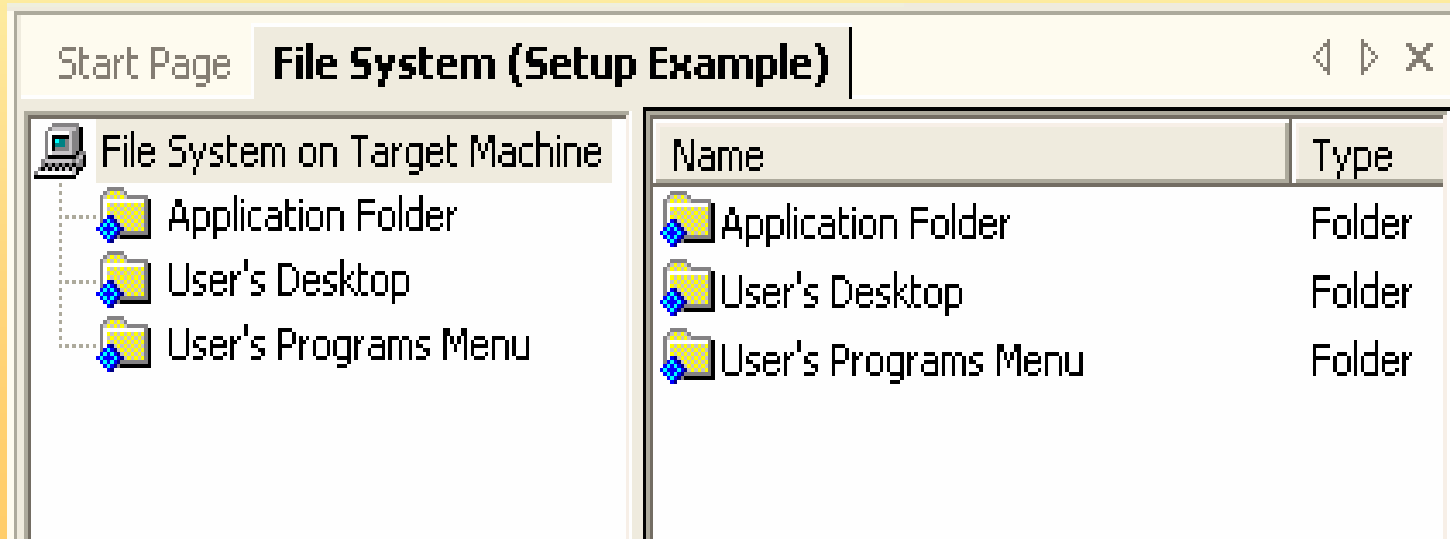 Start Page File System (Setup Example)
File System on Target Machine
Application Folder
User's Desktop
User's Programs Menu
Name Type
Application Folder Folder
User's Desktop Folder
User's Programs Menu Folder